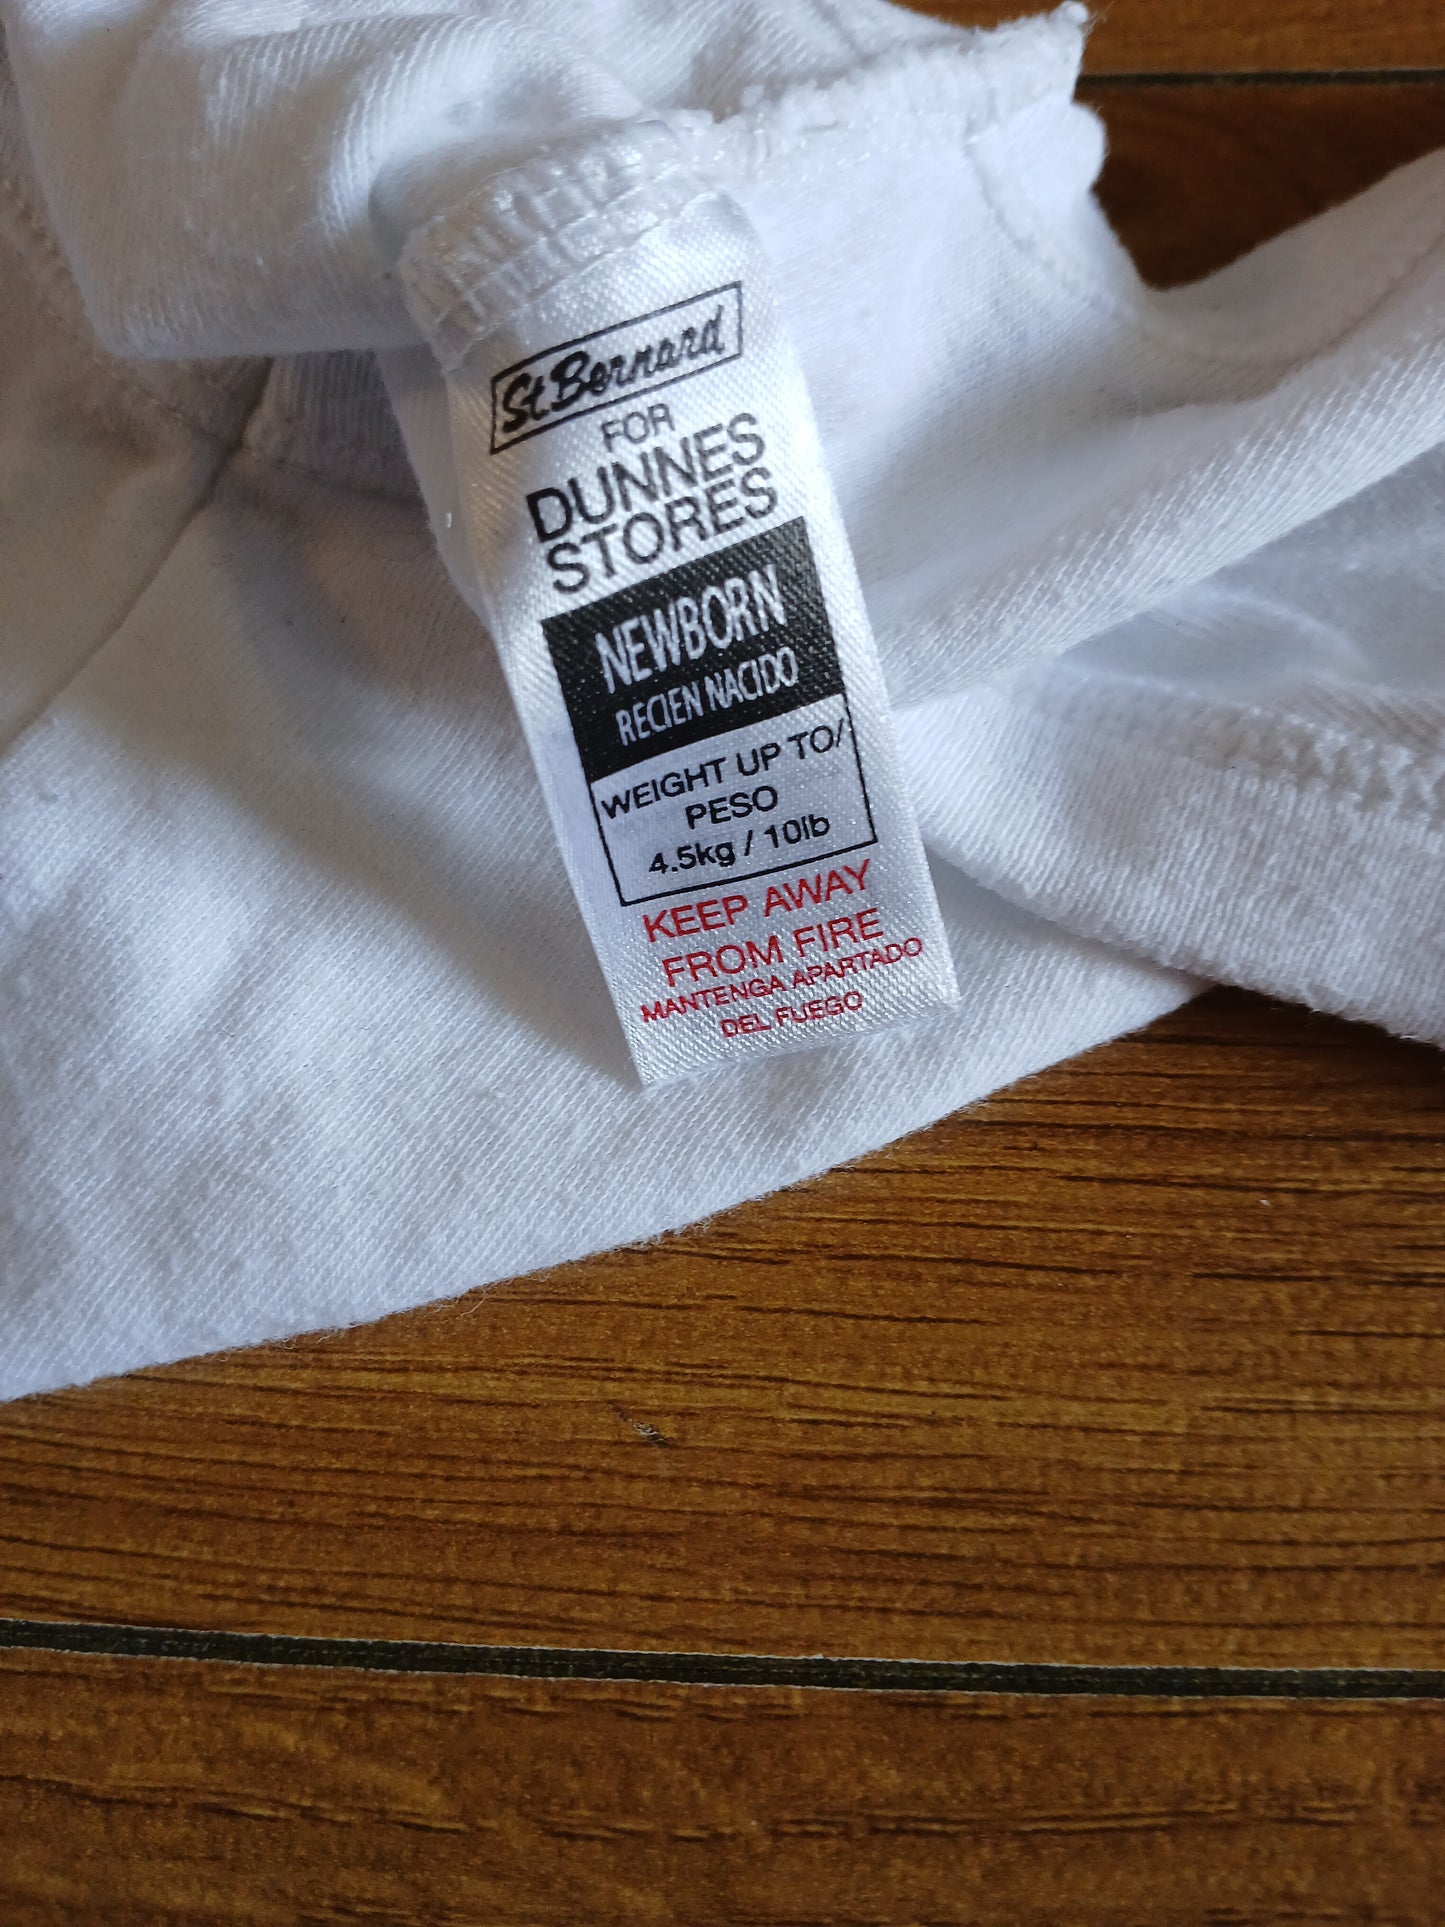 St.Bernard
FOR
DUNNES
STORES
NEWBORN
RECIEN NACIDO
WEIGHT UP TO/
PESO
4.5kg / 10lb
KEEP AWAY
FROM FIRE
MANTENGA APARTADO
DEL FUEGO